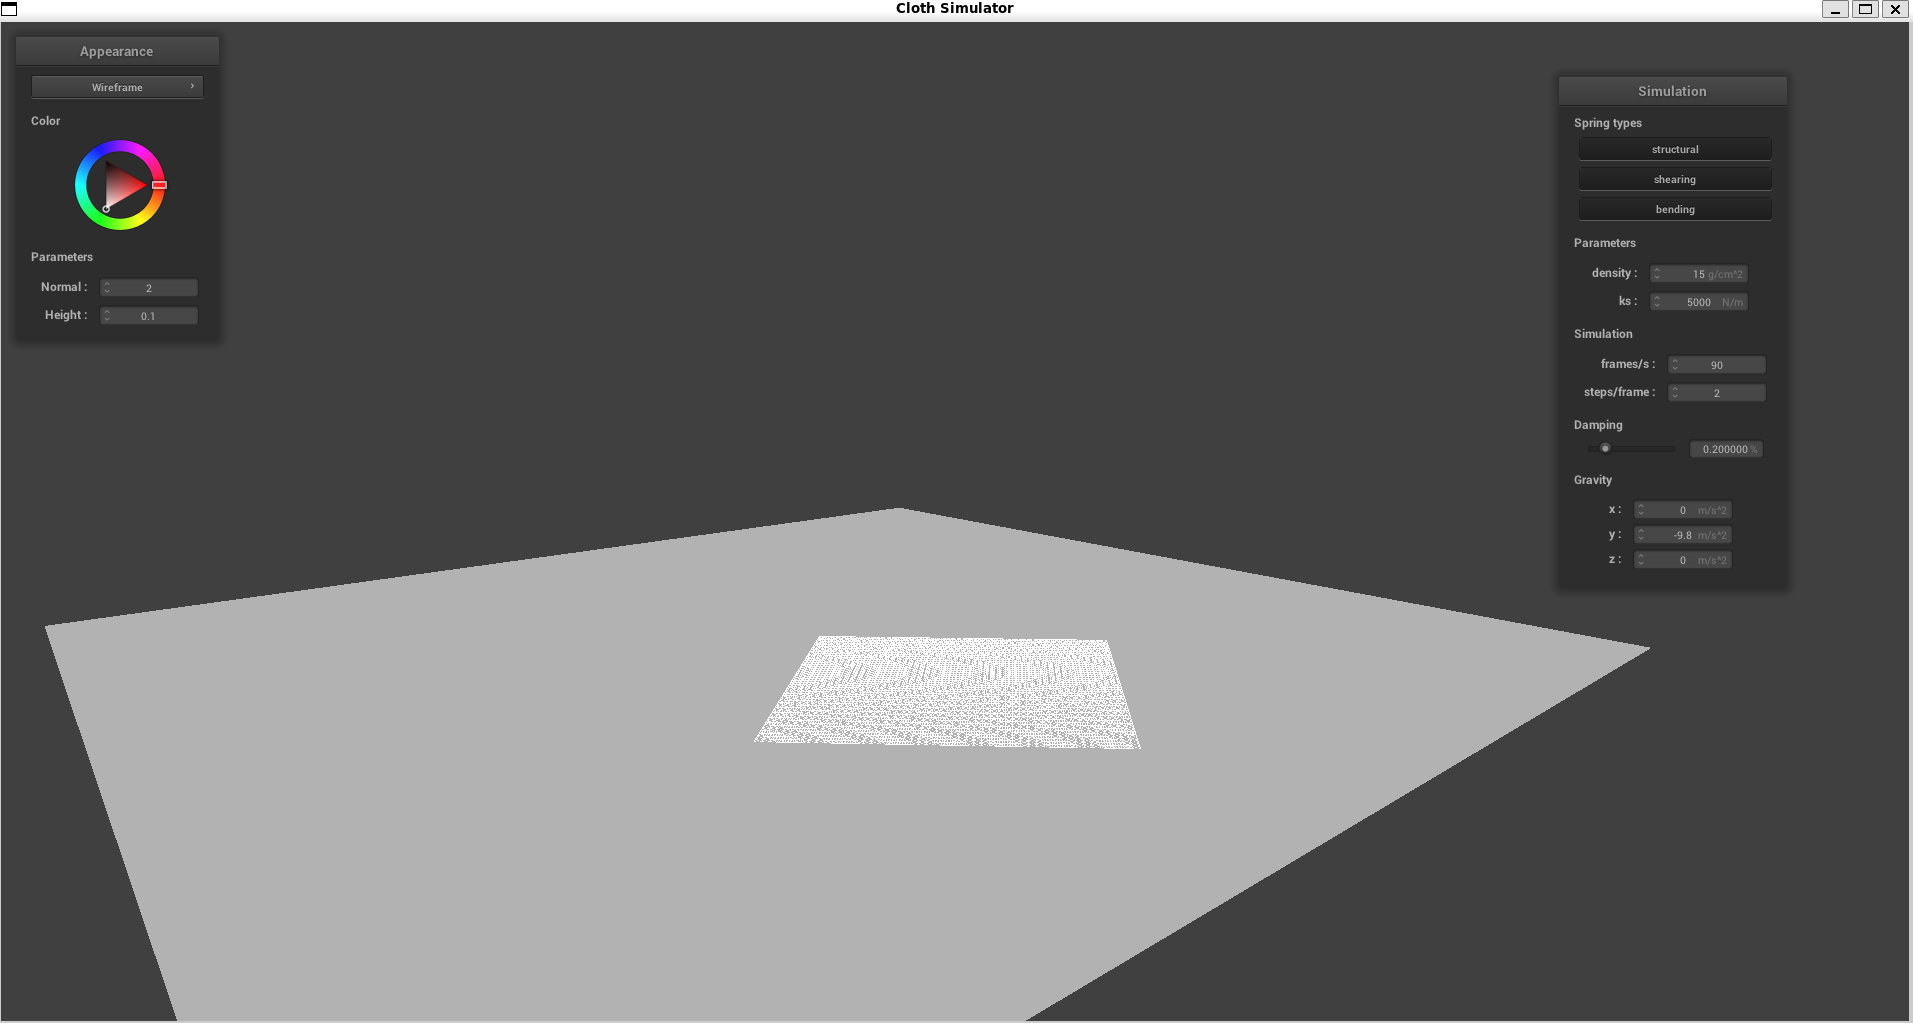 Cloth Simulator
Appearance
Wireframe
Color
Parameters
Normal : 2
Height : 0.1
Simulation
Spring types
structural
shearing
bending
Parameters
density : 15 g/cm^2
ks : 5000 N/m
Simulation
frames/s : 90
steps/frame : 2
Damping
0.200000 %
Gravity
x : 0 m/s^2
y : -9.8 m/s^2
z : 0 m/s^2